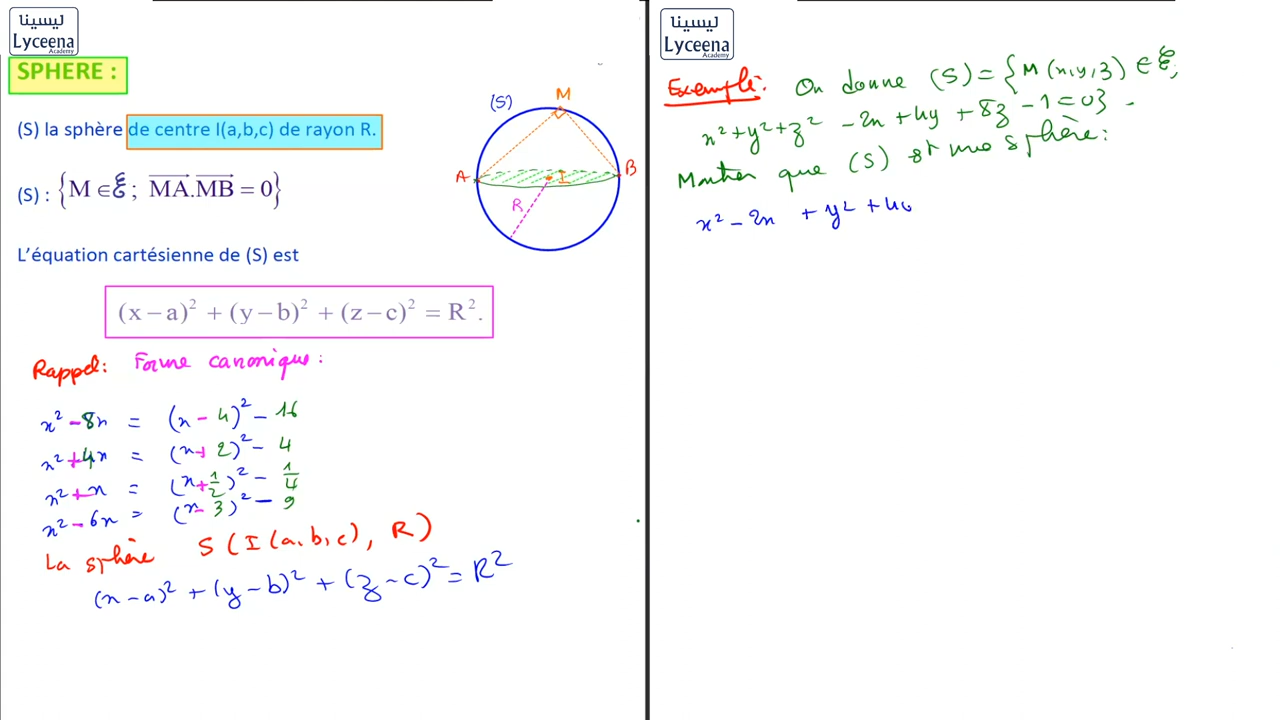 ليسينا
Lyceena
Academy
SPHERE :
(S) la sphère de centre I(a,b,c) de rayon R.
(S) : {M ∈ ℰ ; MA.MB = 0}
(S)
M
A
B
I
R
L'équation cartésienne de (S) est
(x – a)² + (y – b)² + (z – c)² = R².
Rappel: Forme canonique :
x² - 8x = (x - 4)² - 16
x² + 4x = (x + 2)² - 4
x² + x = (x + 1/2)² - 1/4
x² - 6x = (x - 3)² - 9
La sphère S(I(a,b,c), R)
(x - a)² + (y - b)² + (z - c)² = R²
ليسينا
Lyceena
Academy
Exemple: On donne (S) = {M(x,y,z) ∈ ℰ;
x² + y² + z² - 2x + 4y + 8z - 1 = 0}
Montrer que (S) est une sphère:
x² - 2x + y² + 4